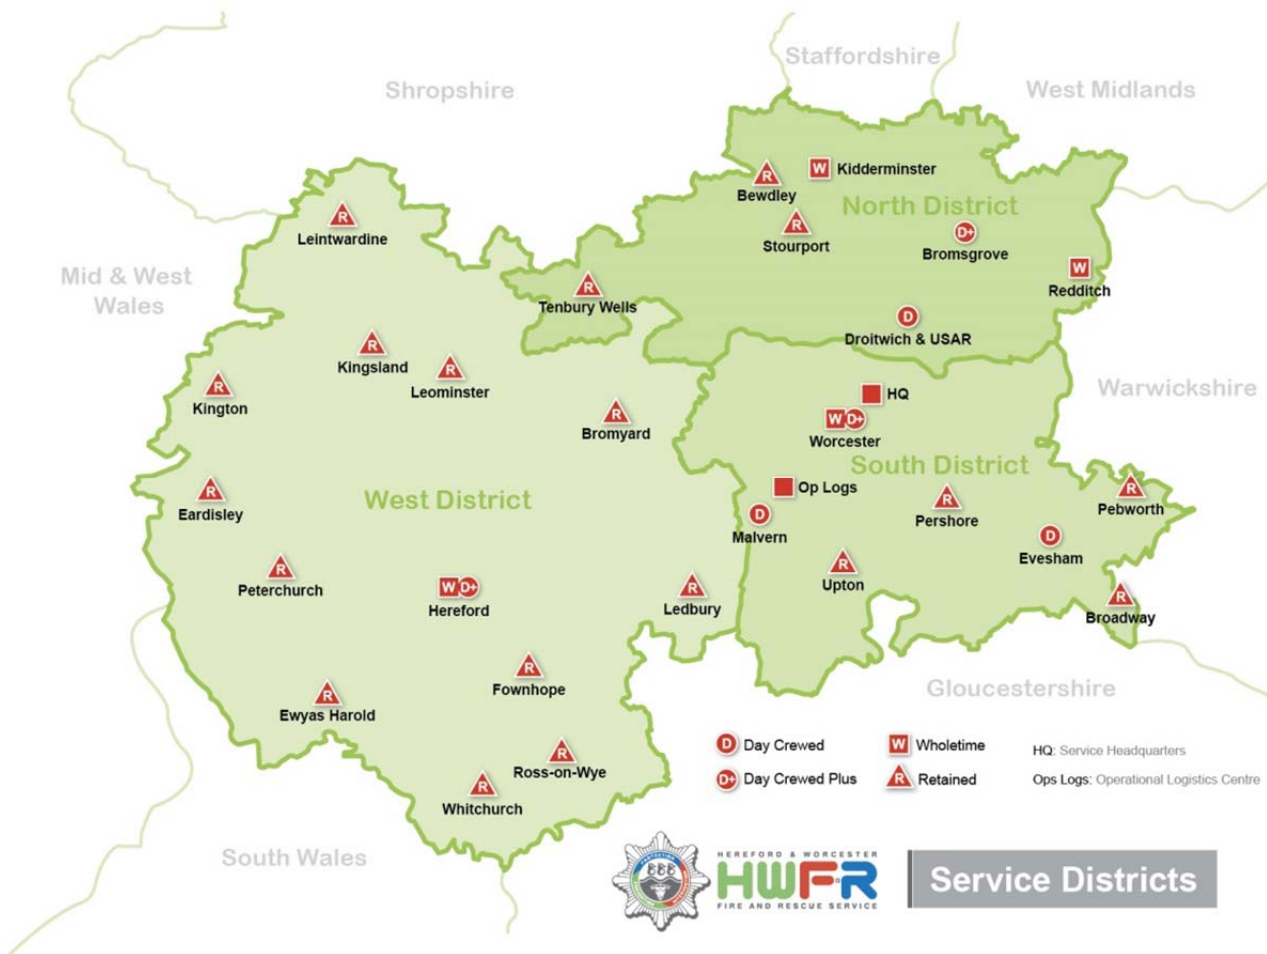 Staffordshire
Shropshire
West Midlands
W
Kidderminster
R
Bewdley
North District
R
Stourport
D+
Bromsgrove
R
Leintwardine
Mid & West
Wales
W
Redditch
R
Tenbury Wells
D
Droitwich & USAR
R
Kingsland
R
Leominster
R
Kington
Warwickshire
HQ
R
Bromyard
W D+
Worcester
South District
West District
R
Eardisley
Op Logs
D
Malvern
R
Pershore
R
Pebworth
D
Evesham
R
Peterchurch
W D+
Hereford
R
Ledbury
R
Upton
R
Broadway
R
Fownhope
Gloucestershire
R
Ewyas Harold
R
Ross-on-Wye
R
Whitchurch
South Wales
D Day Crewed
W Wholetime
HQ: Service Headquarters
D+ Day Crewed Plus
R Retained
Ops Logs: Operational Logistics Centre
HEREFORD & WORCESTER
HWFR
FIRE AND RESCUE SERVICE
Service Districts